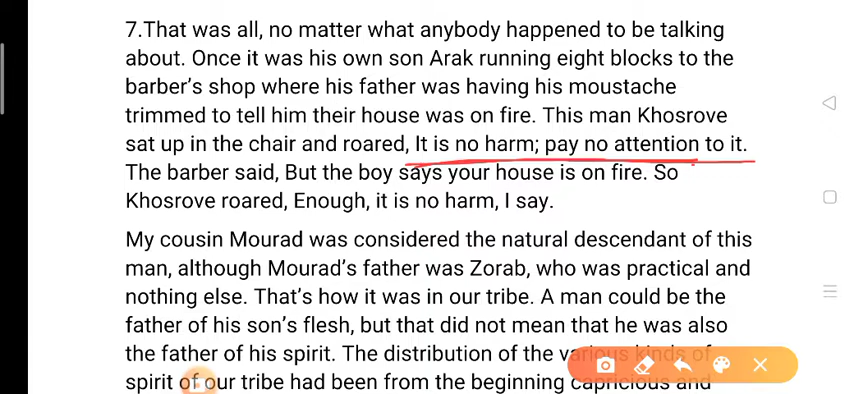 7.That was all, no matter what anybody happened to be talking
about. Once it was his own son Arak running eight blocks to the
barber's shop where his father was having his moustache
trimmed to tell him their house was on fire. This man Khosrove
sat up in the chair and roared, It is no harm; pay no attention to it.
The barber said, But the boy says your house is on fire. So
Khosrove roared, Enough, it is no harm, I say.
My cousin Mourad was considered the natural descendant of this
man, although Mourad's father was Zorab, who was practical and
nothing else. That's how it was in our tribe. A man could be the
father of his son's flesh, but that did not mean that he was also
the father of his spirit. The distribution of the various kinds of
spirit of our tribe had been from the beginning capricious and